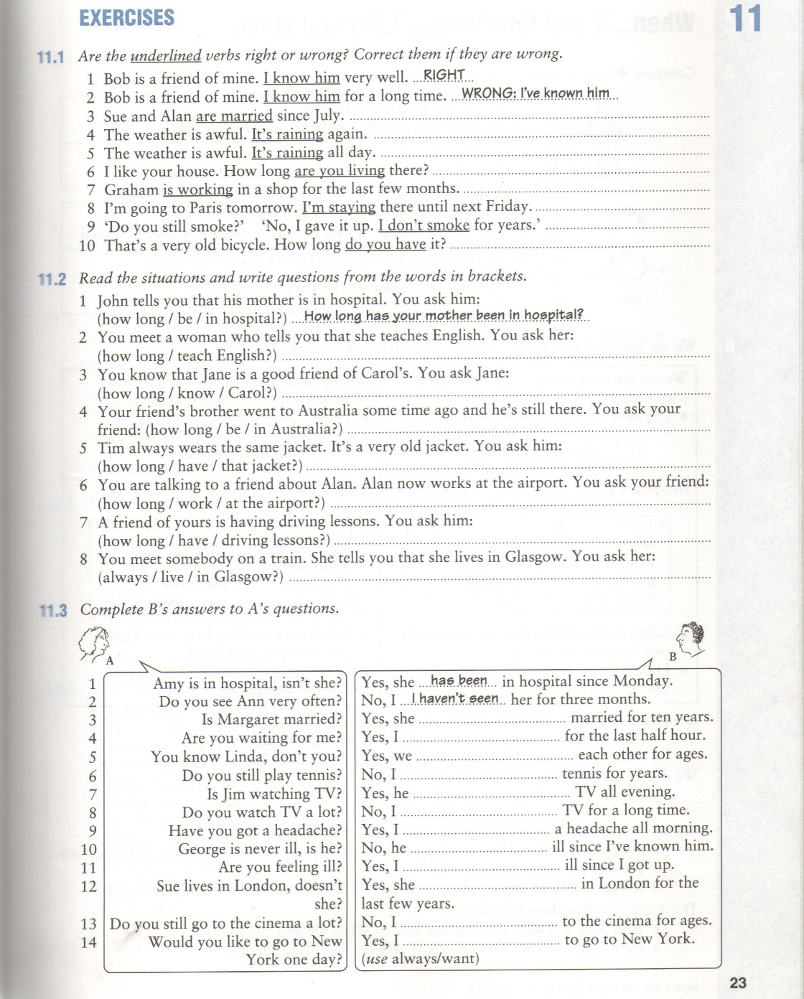 EXERCISES
11
11.1 Are the underlined verbs right or wrong? Correct them if they are wrong.
1 Bob is a friend of mine. I know him very well. ...RIGHT...
2 Bob is a friend of mine. I know him for a long time. ...WRONG: I've known him...
3 Sue and Alan are married since July. ...
4 The weather is awful. It's raining again. ...
5 The weather is awful. It's raining all day. ...
6 I like your house. How long are you living there? ...
7 Graham is working in a shop for the last few months. ...
8 I'm going to Paris tomorrow. I'm staying there until next Friday. ...
9 ‘Do you still smoke?’ ‘No, I gave it up. I don't smoke for years.’ ...
10 That's a very old bicycle. How long do you have it? ...
11.2 Read the situations and write questions from the words in brackets.
1 John tells you that his mother is in hospital. You ask him:
(how long / be / in hospital?) ...How long has your mother been in hospital?...
2 You meet a woman who tells you that she teaches English. You ask her:
(how long / teach English?) ...
3 You know that Jane is a good friend of Carol's. You ask Jane:
(how long / know / Carol?) ...
4 Your friend's brother went to Australia some time ago and he's still there. You ask your
friend: (how long / be / in Australia?) ...
5 Tim always wears the same jacket. It's a very old jacket. You ask him:
(how long / have / that jacket?) ...
6 You are talking to a friend about Alan. Alan now works at the airport. You ask your friend:
(how long / work / at the airport?) ...
7 A friend of yours is having driving lessons. You ask him:
(how long / have / driving lessons?) ...
8 You meet somebody on a train. She tells you that she lives in Glasgow. You ask her:
(always / live / in Glasgow?) ...
11.3 Complete B's answers to A's questions.
A B
1 Amy is in hospital, isn't she? Yes, she ...has been... in hospital since Monday.
2 Do you see Ann very often? No, I ...I haven't seen... her for three months.
3 Is Margaret married? Yes, she ... married for ten years.
4 Are you waiting for me? Yes, I ... for the last half hour.
5 You know Linda, don't you? Yes, we ... each other for ages.
6 Do you still play tennis? No, I ... tennis for years.
7 Is Jim watching TV? Yes, he ... TV all evening.
8 Do you watch TV a lot? No, I ... TV for a long time.
9 Have you got a headache? Yes, I ... a headache all morning.
10 George is never ill, is he? No, he ... ill since I've known him.
11 Are you feeling ill? Yes, I ... ill since I got up.
12 Sue lives in London, doesn't Yes, she ... in London for the
she? last few years.
13 Do you still go to the cinema a lot? No, I ... to the cinema for ages.
14 Would you like to go to New Yes, I ... to go to New York.
York one day? (use always/want)
23